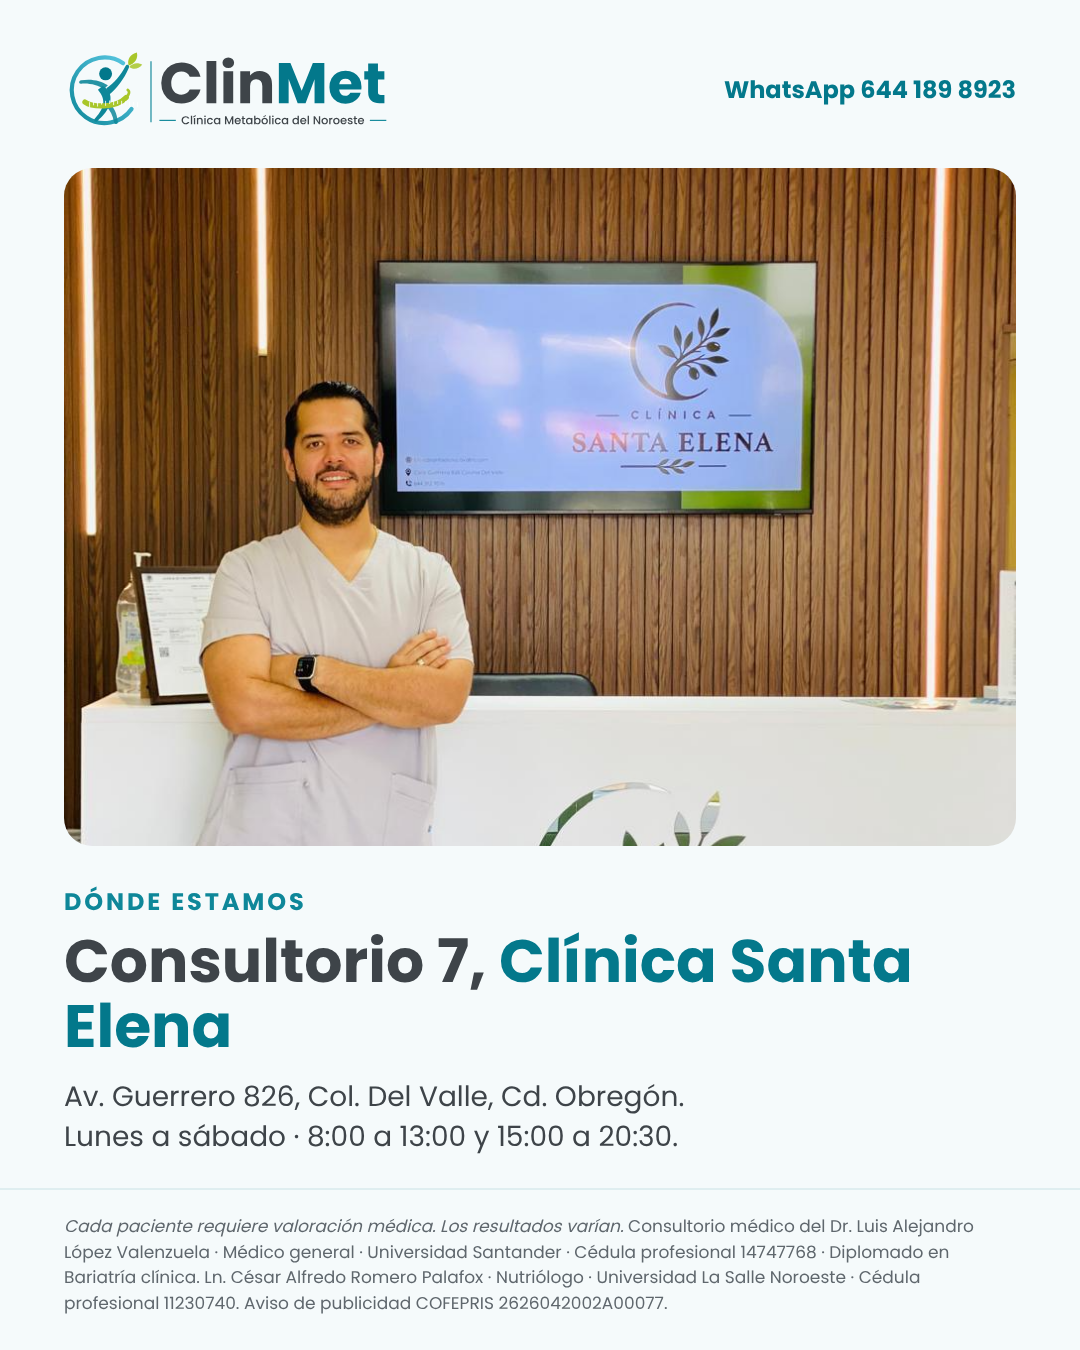 ClinMet
Clínica Metabólica del Noroeste
WhatsApp 644 189 8923
CLÍNICA
SANTA ELENA
DÓNDE ESTAMOS
Consultorio 7, Clínica Santa
Elena
Av. Guerrero 826, Col. Del Valle, Cd. Obregón.
Lunes a sábado · 8:00 a 13:00 y 15:00 a 20:30.
Cada paciente requiere valoración médica. Los resultados varían. Consultorio médico del Dr. Luis Alejandro
López Valenzuela · Médico general · Universidad Santander · Cédula profesional 14747768 · Diplomado en
Bariatría clínica. Ln. César Alfredo Romero Palafox · Nutriólogo · Universidad La Salle Noroeste · Cédula
profesional 11230740. Aviso de publicidad COFEPRIS 2626042002A00077.